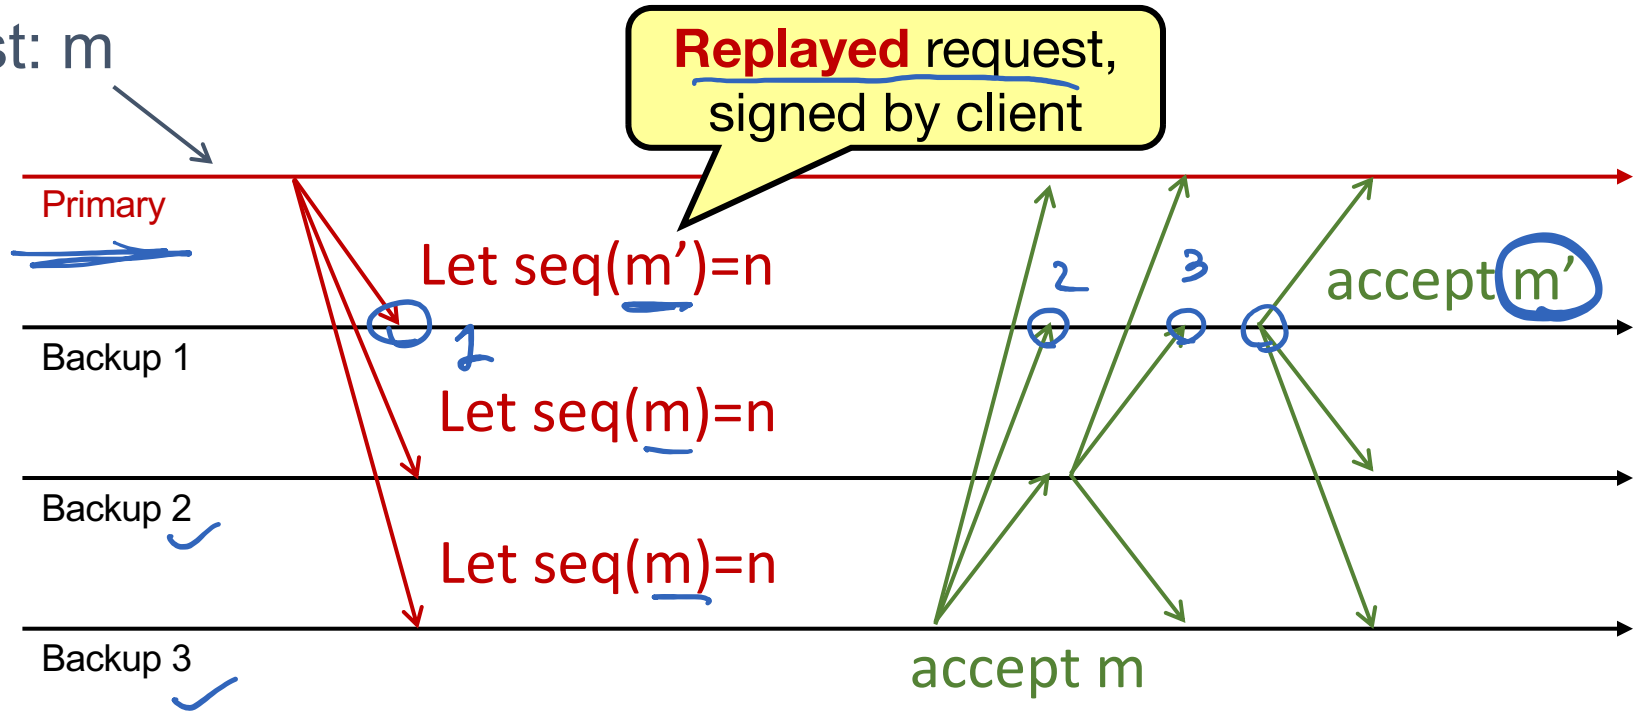 st: m
Replayed request,
signed by client
Primary
Let seq(m’)=n
2
3
accept m’
1
Backup 1
Let seq(m)=n
Backup 2
Let seq(m)=n
Backup 3
accept m